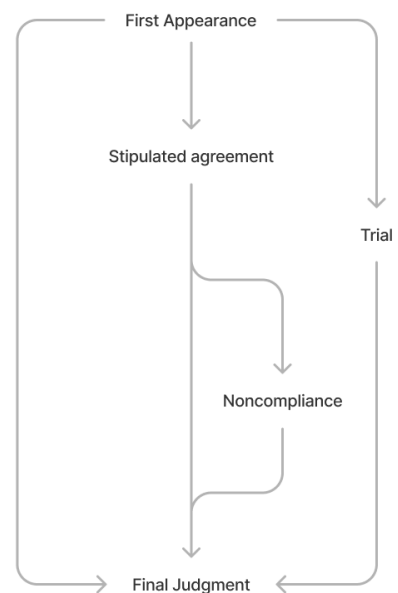 First Appearance
Stipulated agreement
Trial
Noncompliance
Final Judgment